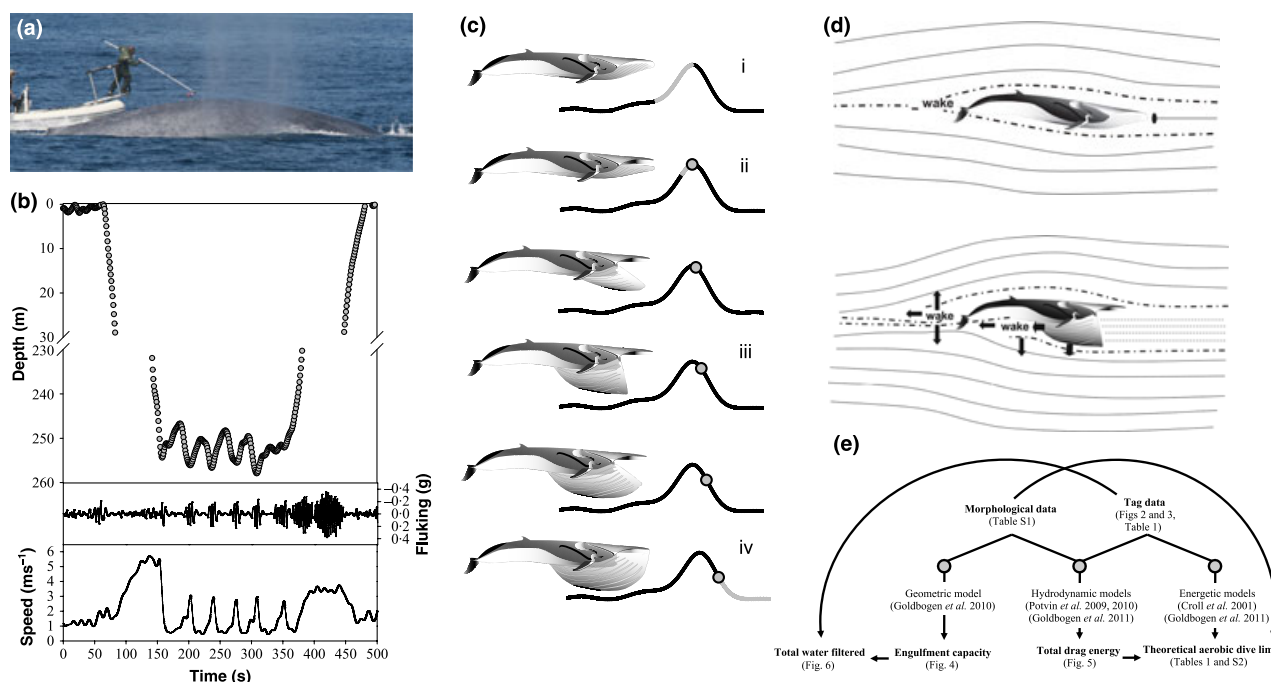 (a)
(b)
0
10
20
30
230
240
250
260
Depth (m)
–0·4
–0·2
0·0
0·2
0·4
Fluking (g)
6
5
4
3
2
1
0
Speed (ms⁻¹)
0 50 100 150 200 250 300 350 400 450 500
Time (s)
(c)
i
ii
iii
iv
(d)
wake
wake
wake
(e)
Morphological data
(Table S1)
Tag data
(Figs 2 and 3,
Table 1)
Geometric model
(Goldbogen et al. 2010)
Hydrodynamic models
(Potvin et al. 2009, 2010)
(Goldbogen et al. 2011)
Energetic models
(Croll et al. 2001)
(Goldbogen et al. 2011)
Total water filtered
(Fig. 6)
Engulfment capacity
(Fig. 4)
Total drag energy
(Fig. 5)
Theoretical aerobic dive
(Tables 1 and S2)